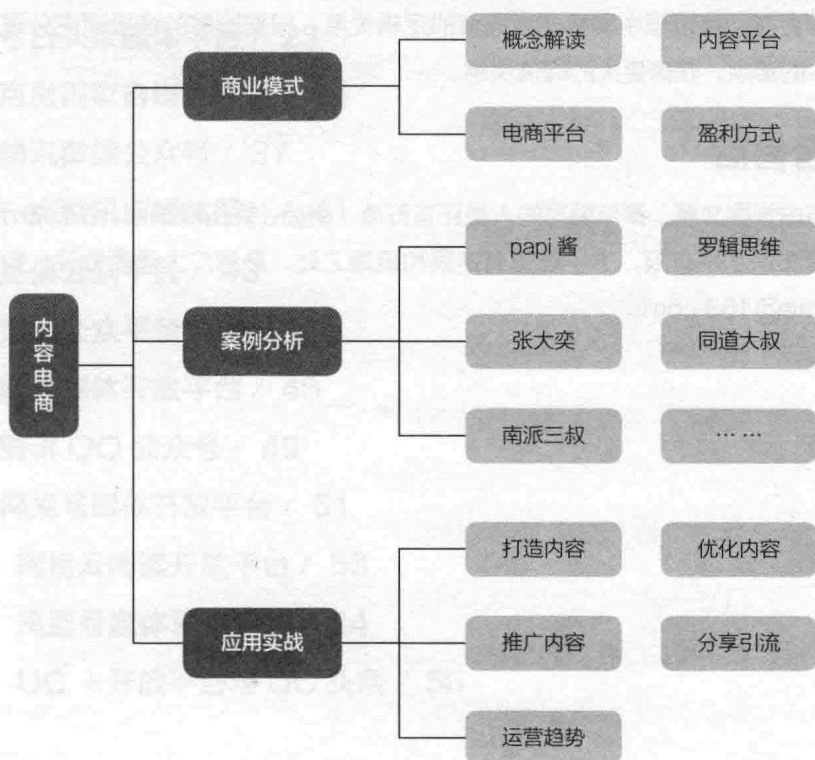 概念解读 内容平台
商业模式
电商平台 盈利方式
papi 酱 罗辑思维
内容电商
案例分析
张大奕 同道大叔
南派三叔 … …
打造内容 优化内容
应用实战
推广内容 分享引流
运营趋势